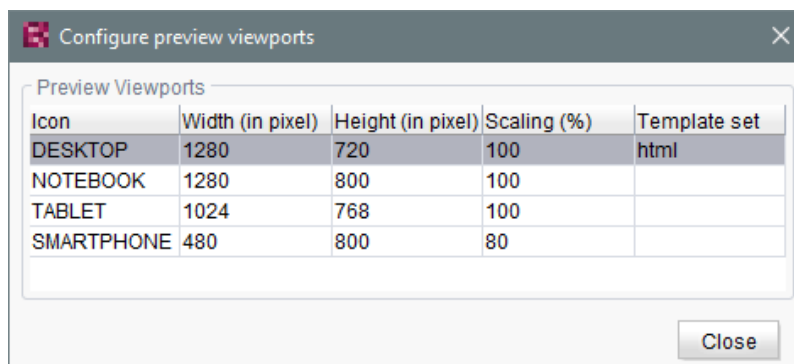 Configure preview viewports
Preview Viewports
Icon Width (in pixel) Height (in pixel) Scaling (%) Template set
DESKTOP 1280 720 100 html
NOTEBOOK 1280 800 100
TABLET 1024 768 100
SMARTPHONE 480 800 80
Close